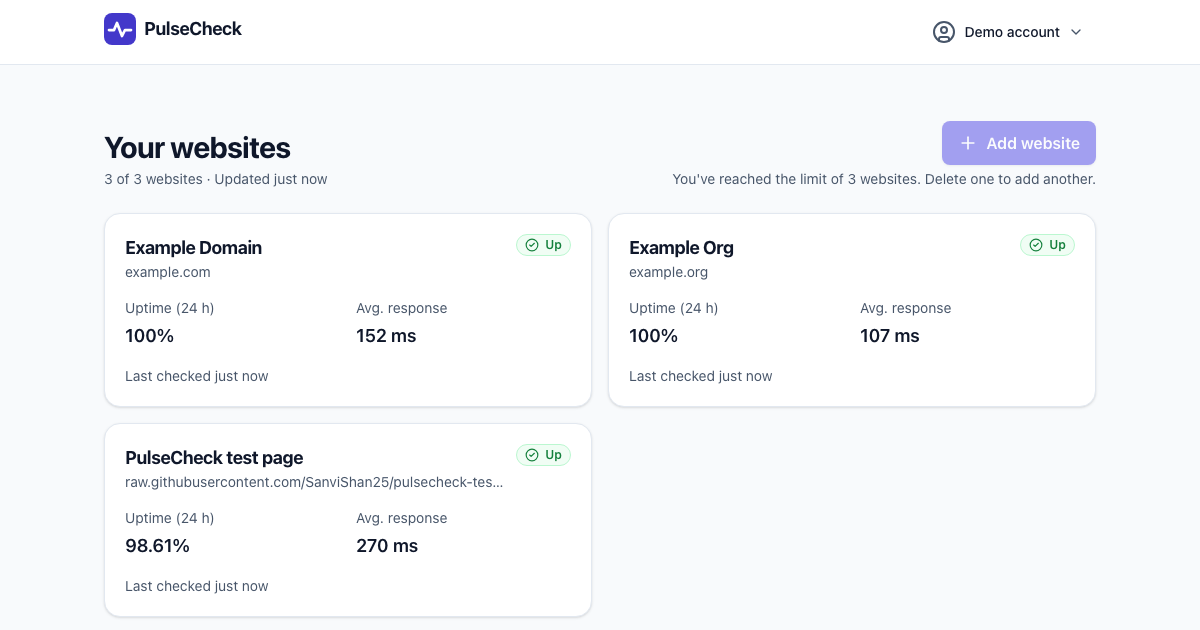 PulseCheck
Demo account
Your websites
Add website
3 of 3 websites · Updated just now
You've reached the limit of 3 websites. Delete one to add another.
Example Domain
Up
example.com
Uptime (24 h)
Avg. response
100%
152 ms
Last checked just now
Example Org
Up
example.org
Uptime (24 h)
Avg. response
100%
107 ms
Last checked just now
PulseCheck test page
Up
raw.githubusercontent.com/SanviShan25/pulsecheck-tes...
Uptime (24 h)
Avg. response
98.61%
270 ms
Last checked just now